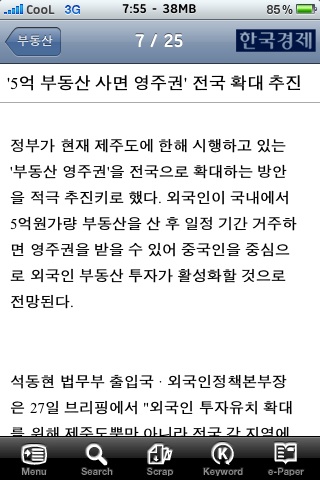 CooL 3G 7:55 - 38MB 85%
부동산 7 / 25 한국경제
'5억 부동산 사면 영주권' 전국 확대 추진
정부가 현재 제주도에 한해 시행하고 있는
'부동산 영주권'을 전국으로 확대하는 방안
을 적극 추진키로 했다. 외국인이 국내에서
5억원가량 부동산을 산 후 일정 기간 거주하
면 영주권을 받을 수 있어 중국인을 중심으
로 외국인 부동산 투자가 활성화할 것으로
전망된다.
석동현 법무부 출입국 · 외국인정책본부장
은 27일 브리핑에서 "외국인 투자유치 확대
를 위해 제주도뿐만 아니라 전국 각 지역에
Menu Search Scrap Keyword e-Paper